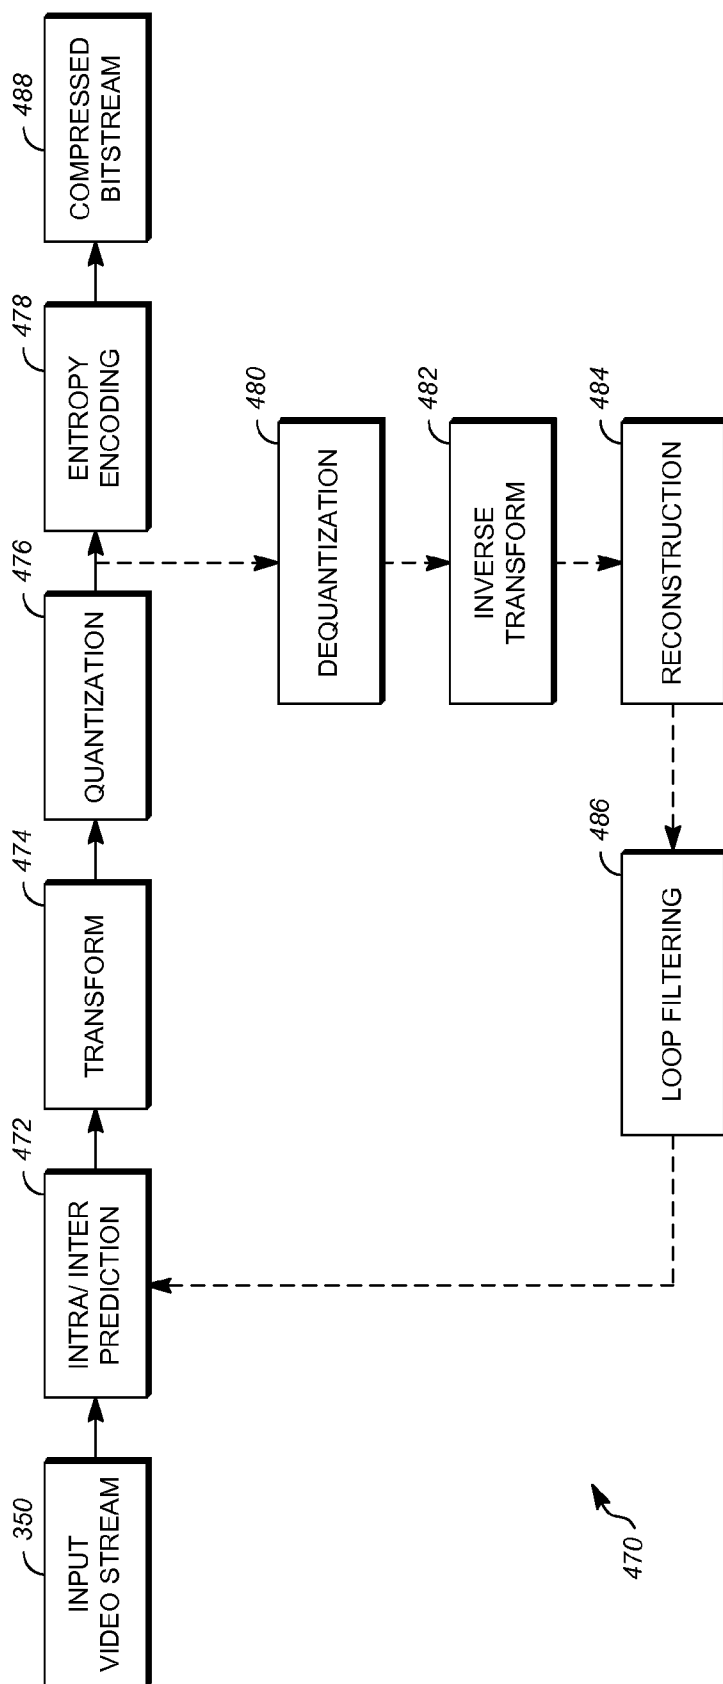 350
INPUT
VIDEO STREAM
472
INTRA/ INTER
PREDICTION
474
TRANSFORM
476
QUANTIZATION
478
ENTROPY
ENCODING
488
COMPRESSED
BITSTREAM
480
DEQUANTIZATION
482
INVERSE
TRANSFORM
484
RECONSTRUCTION
486
LOOP FILTERING
470